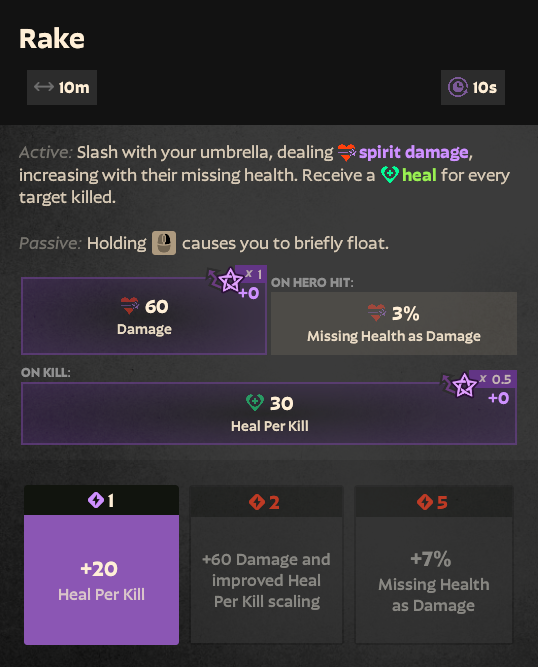 Rake
10m
10s
Active: Slash with your umbrella, dealing spirit damage,
increasing with their missing health. Receive a heal for every
target killed.
Passive: Holding causes you to briefly float.
x 1
+0
60
Damage
ON HERO HIT:
3%
Missing Health as Damage
ON KILL:
x 0.5
+0
30
Heal Per Kill
1
+20
Heal Per Kill
2
+60 Damage and
improved Heal
Per Kill scaling
5
+7%
Missing Health
as Damage